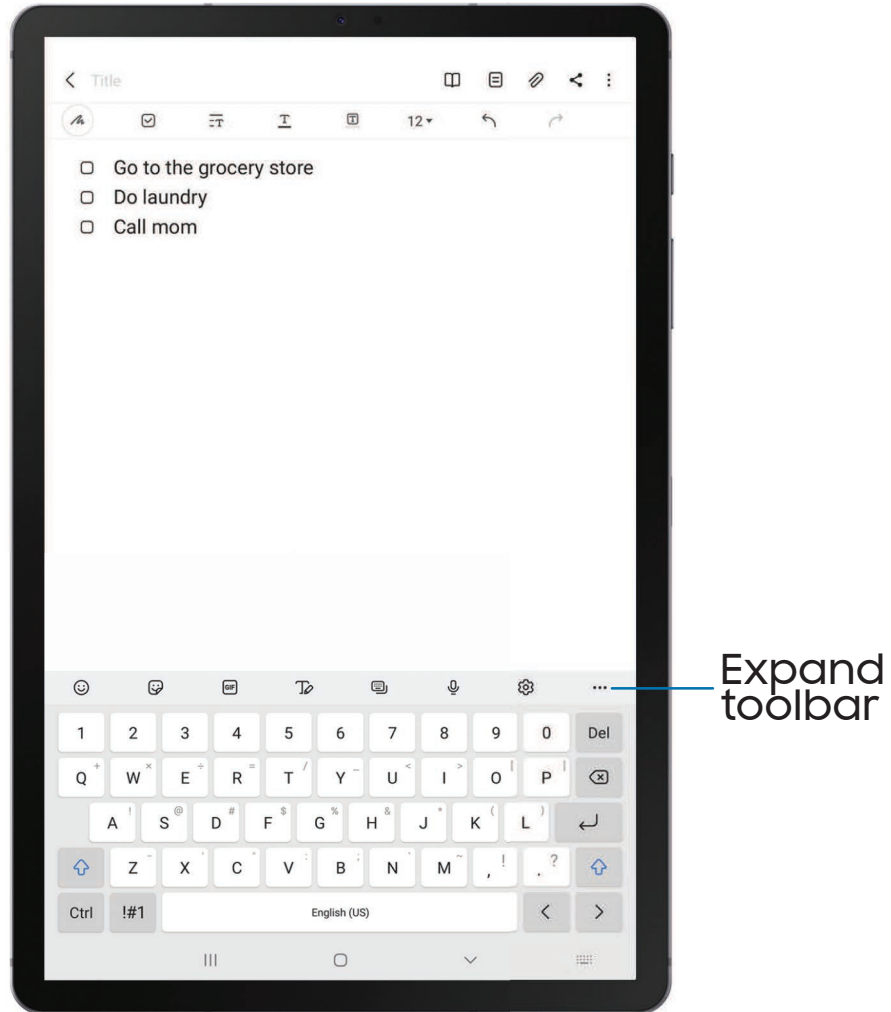 Title
12
Go to the grocery store
Do laundry
Call mom
GIF
Expand
toolbar
1 2 3 4 5 6 7 8 9 0 Del
Q + W × E ÷ R = T / Y _ U < I > O [ P ]
A ! S @ D # F $ G % H & J * K ( L )
Z - X ' C " V : B ; N ` M ~ , ! . ?
Ctrl !#1 English (US) < >